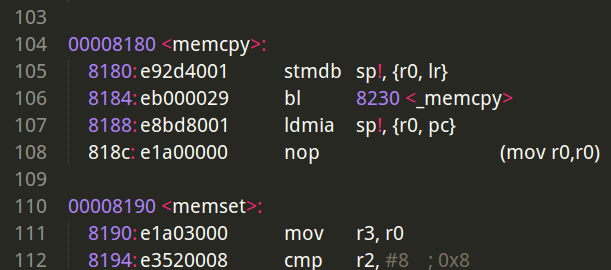 103
104 00008180 <memcpy>:
105 8180: e92d4001 stmdb sp!, {r0, lr}
106 8184: eb000029 bl 8230 <_memcpy>
107 8188: e8bd8001 ldmia sp!, {r0, pc}
108 818c: e1a00000 nop (mov r0,r0)
109
110 00008190 <memset>:
111 8190: e1a03000 mov r3, r0
112 8194: e3520008 cmp r2, #8 ; 0x8